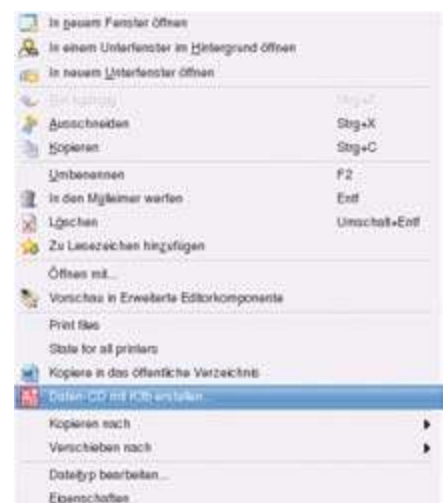 In neuem Fenster öffnen
In einem Unterfenster im Hintergrund öffnen
In neuem Unterfenster öffnen
Ausschneiden Strg+X
Kopieren Strg+C
Umbenennen F2
In den Mülleimer werfen Entf
Löschen Umschalt+Entf
Zu Lesezeichen hinzufügen
Öffnen mit...
Vorschau in Erweiterte Editorkomponente
Print files
State for all printers
Kopiere in das öffentliche Verzeichnis
Daten-CD mit K3b erstellen...
Kopieren nach
Verschieben nach
Dateityp bearbeiten...
Eigenschaften